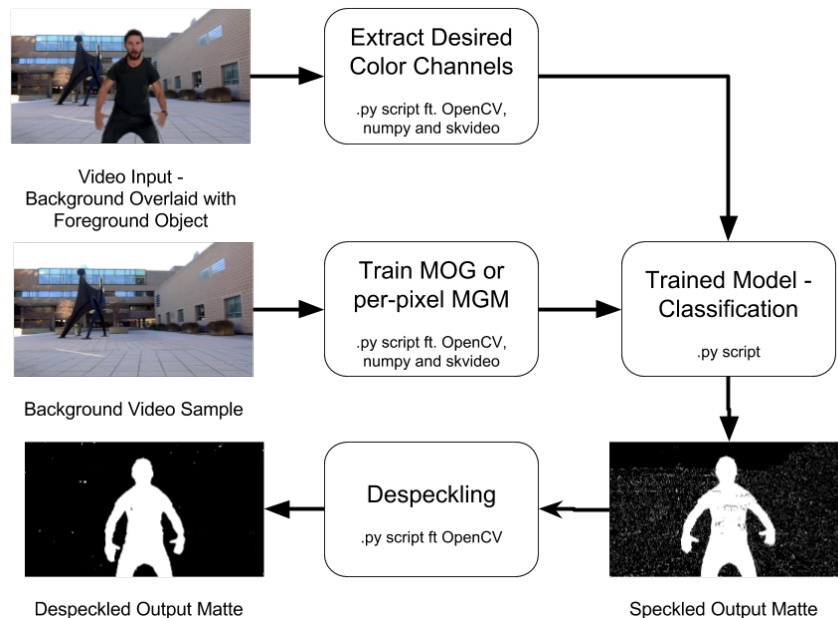 Extract Desired
Color Channels
.py script ft. OpenCV,
numpy and skvideo
Video Input -
Background Overlaid with
Foreground Object
Train MOG or
per-pixel MGM
.py script ft. OpenCV,
numpy and skvideo
Trained Model -
Classification
.py script
Background Video Sample
Despeckling
.py script ft OpenCV
Despeckled Output Matte
Speckled Output Matte